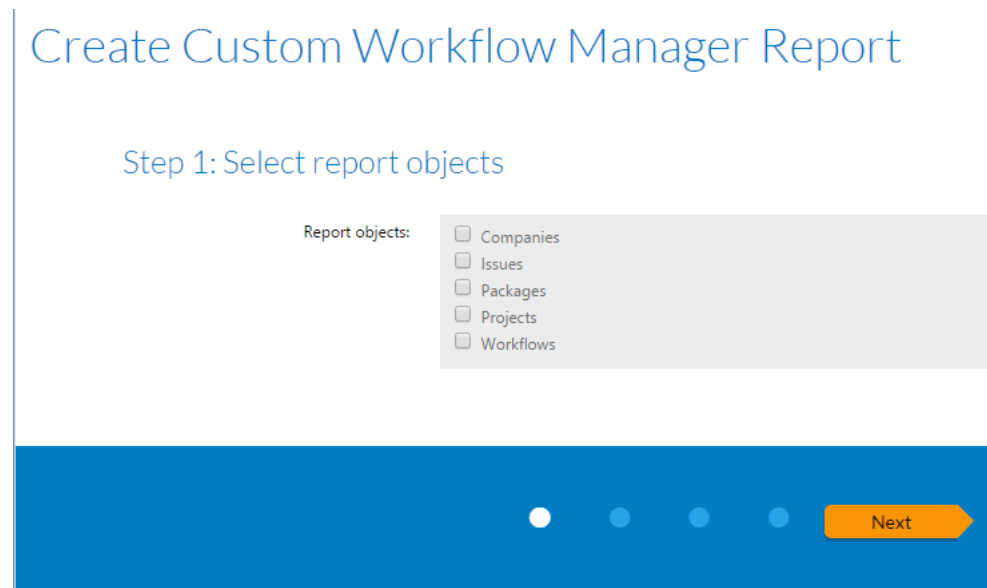 Create Custom Workflow Manager Report
Step 1: Select report objects
Report objects:
Companies
Issues
Packages
Projects
Workflows
Next